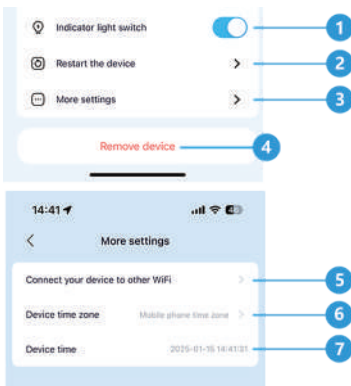 Indicator light switch
1
Restart the device
2
More settings
3
Remove device
4
14:41
More settings
Connect your device to other WiFi
5
Device time zone Mobile phone time zone
6
Device time 2025-01-15 14:41:31
7